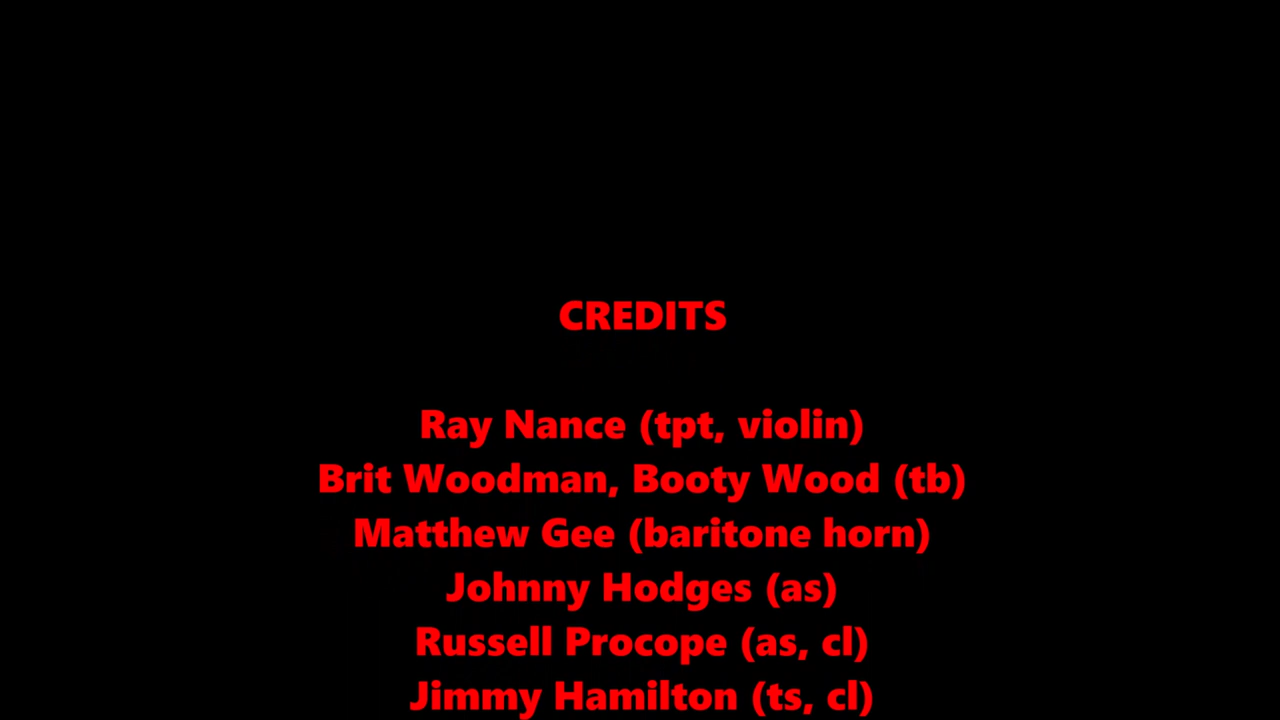 CREDITS
Ray Nance (tpt, violin)
Brit Woodman, Booty Wood (tb)
Matthew Gee (baritone horn)
Johnny Hodges (as)
Russell Procope (as, cl)
Jimmy Hamilton (ts, cl)